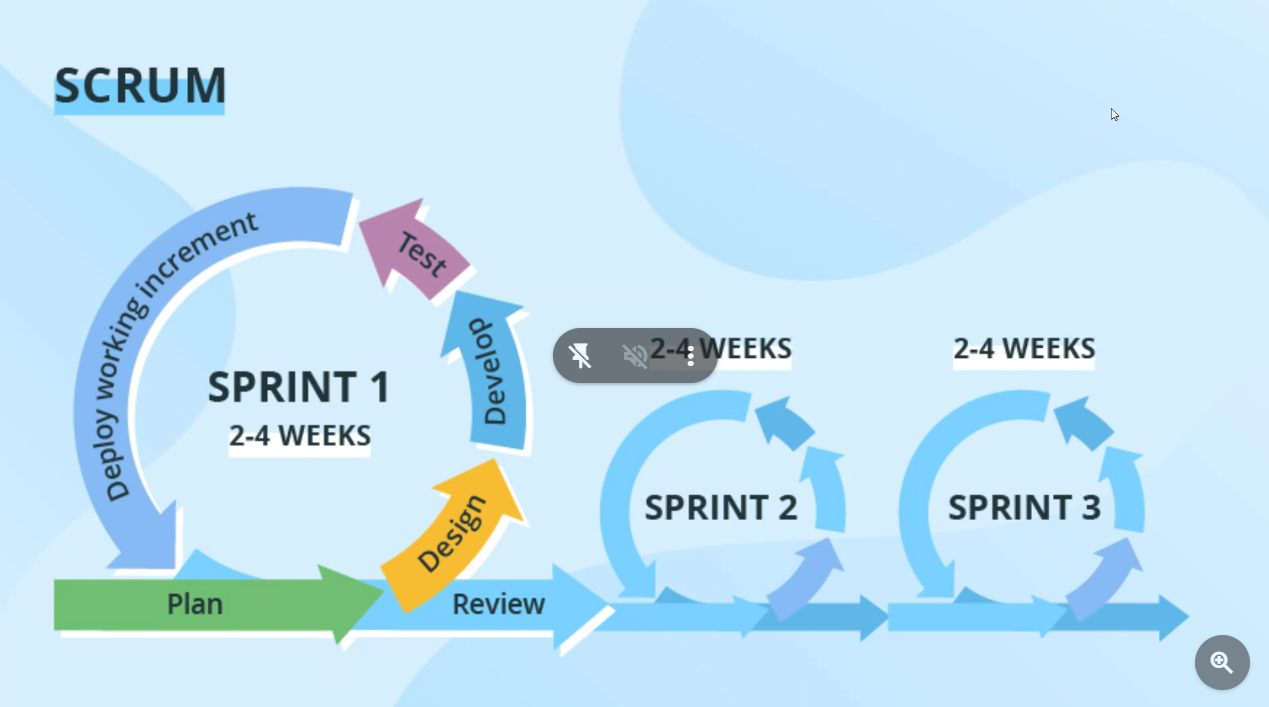 SCRUM
Deploy working increment
Test
Develop
SPRINT 1
2-4 WEEKS
Design
Plan
Review
2-4 WEEKS
SPRINT 2
2-4 WEEKS
SPRINT 3